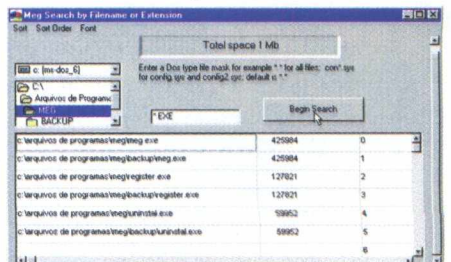 Meg Search by Filename or Extension
Sort Sort Order Font
Total space 1 Mb
c: [ms-dos_6]
Enter a Dos type file mask for example *.* for all files; con*.sys
for config.sys and config2.sys; default is *.*
C:\
Arquivos de Programa
MEG
BACKUP
*.EXE
Begin Search
c:\arquivos de programas\meg\meg.exe 425984 0
c:\arquivos de programas\meg\backup\meg.exe 425984 1
c:\arquivos de programas\meg\register.exe 127821 2
c:\arquivos de programas\meg\backup\register.exe 127821 3
c:\arquivos de programas\meg\uninstal.exe 59952 4
c:\arquivos de programas\meg\backup\uninstal.exe 59952 5
6